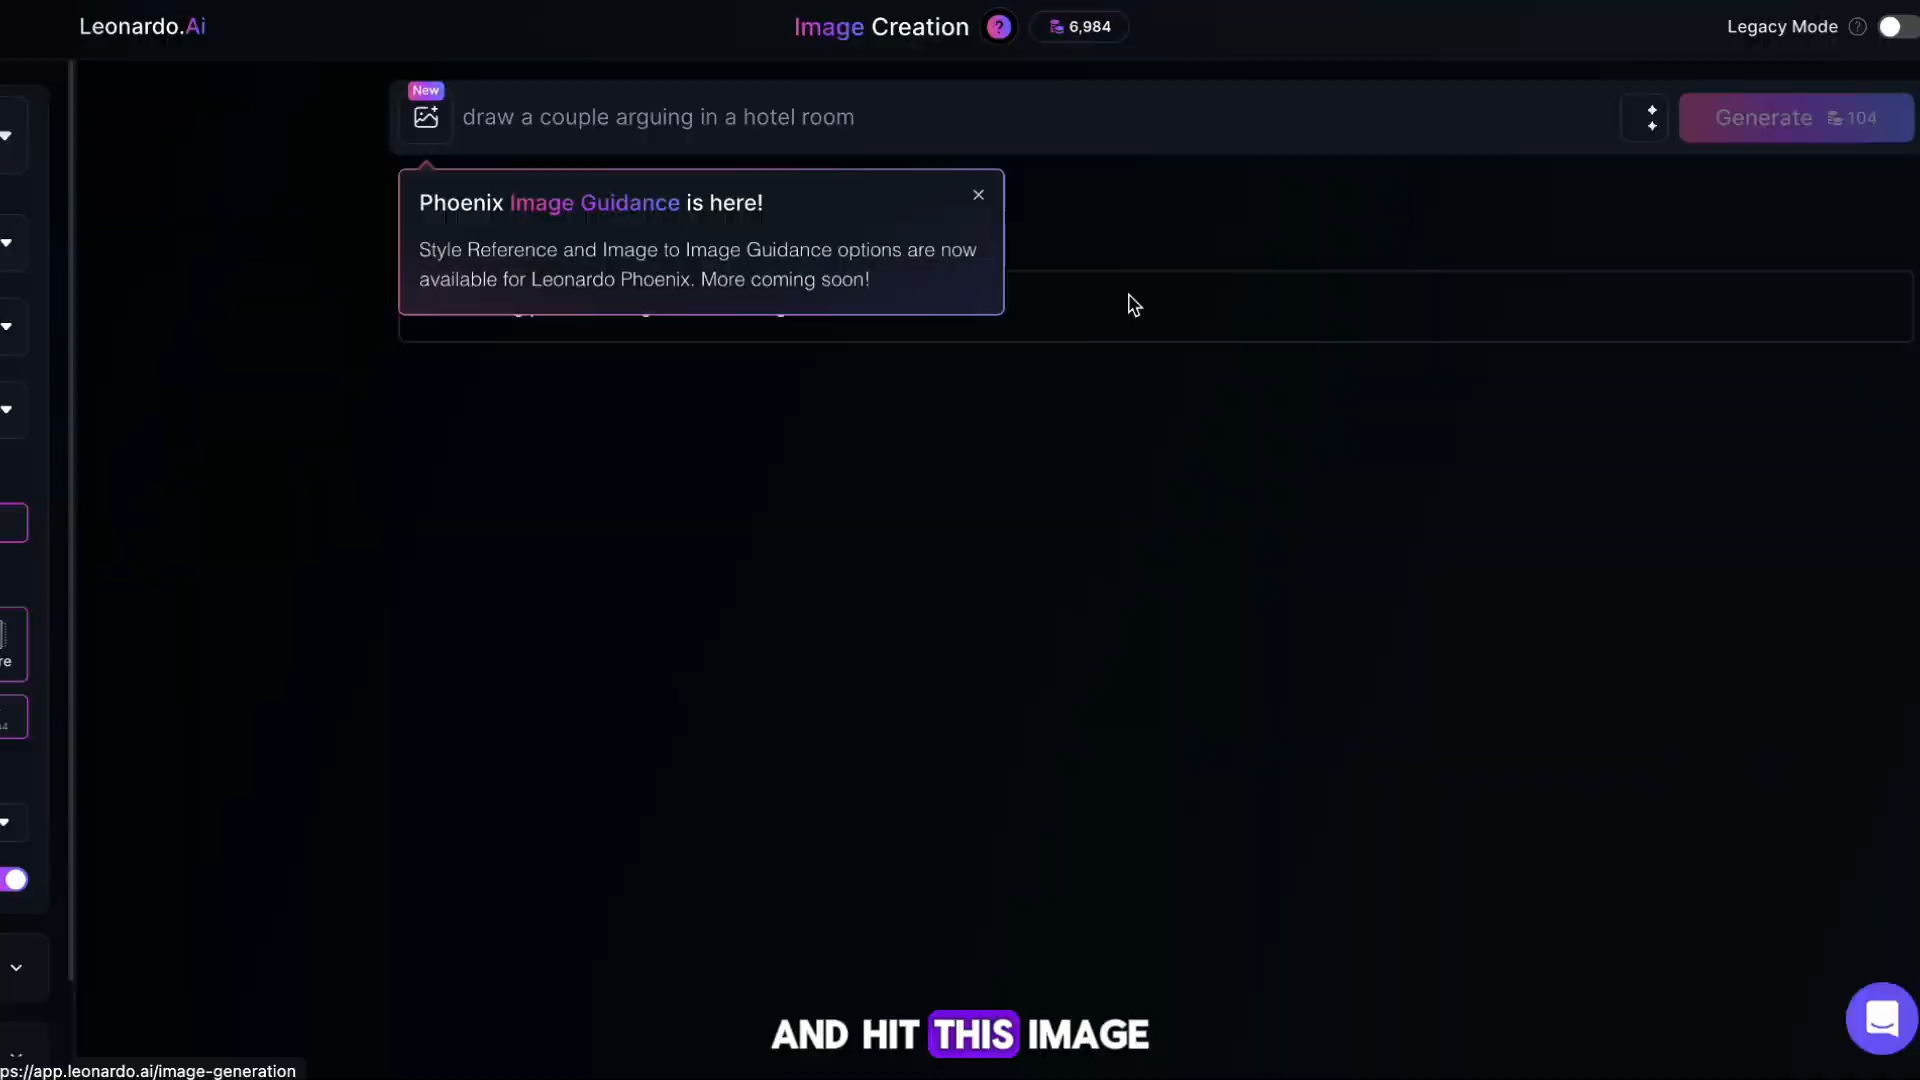 Leonardo.Ai
Image Creation ? 6,984
Legacy Mode ?
New
draw a couple arguing in a hotel room
Generate 104
Phoenix Image Guidance is here!
Style Reference and Image to Image Guidance options are now
available for Leonardo Phoenix. More coming soon!
re
AND HIT THIS IMAGE
ps://app.leonardo.ai/image-generation